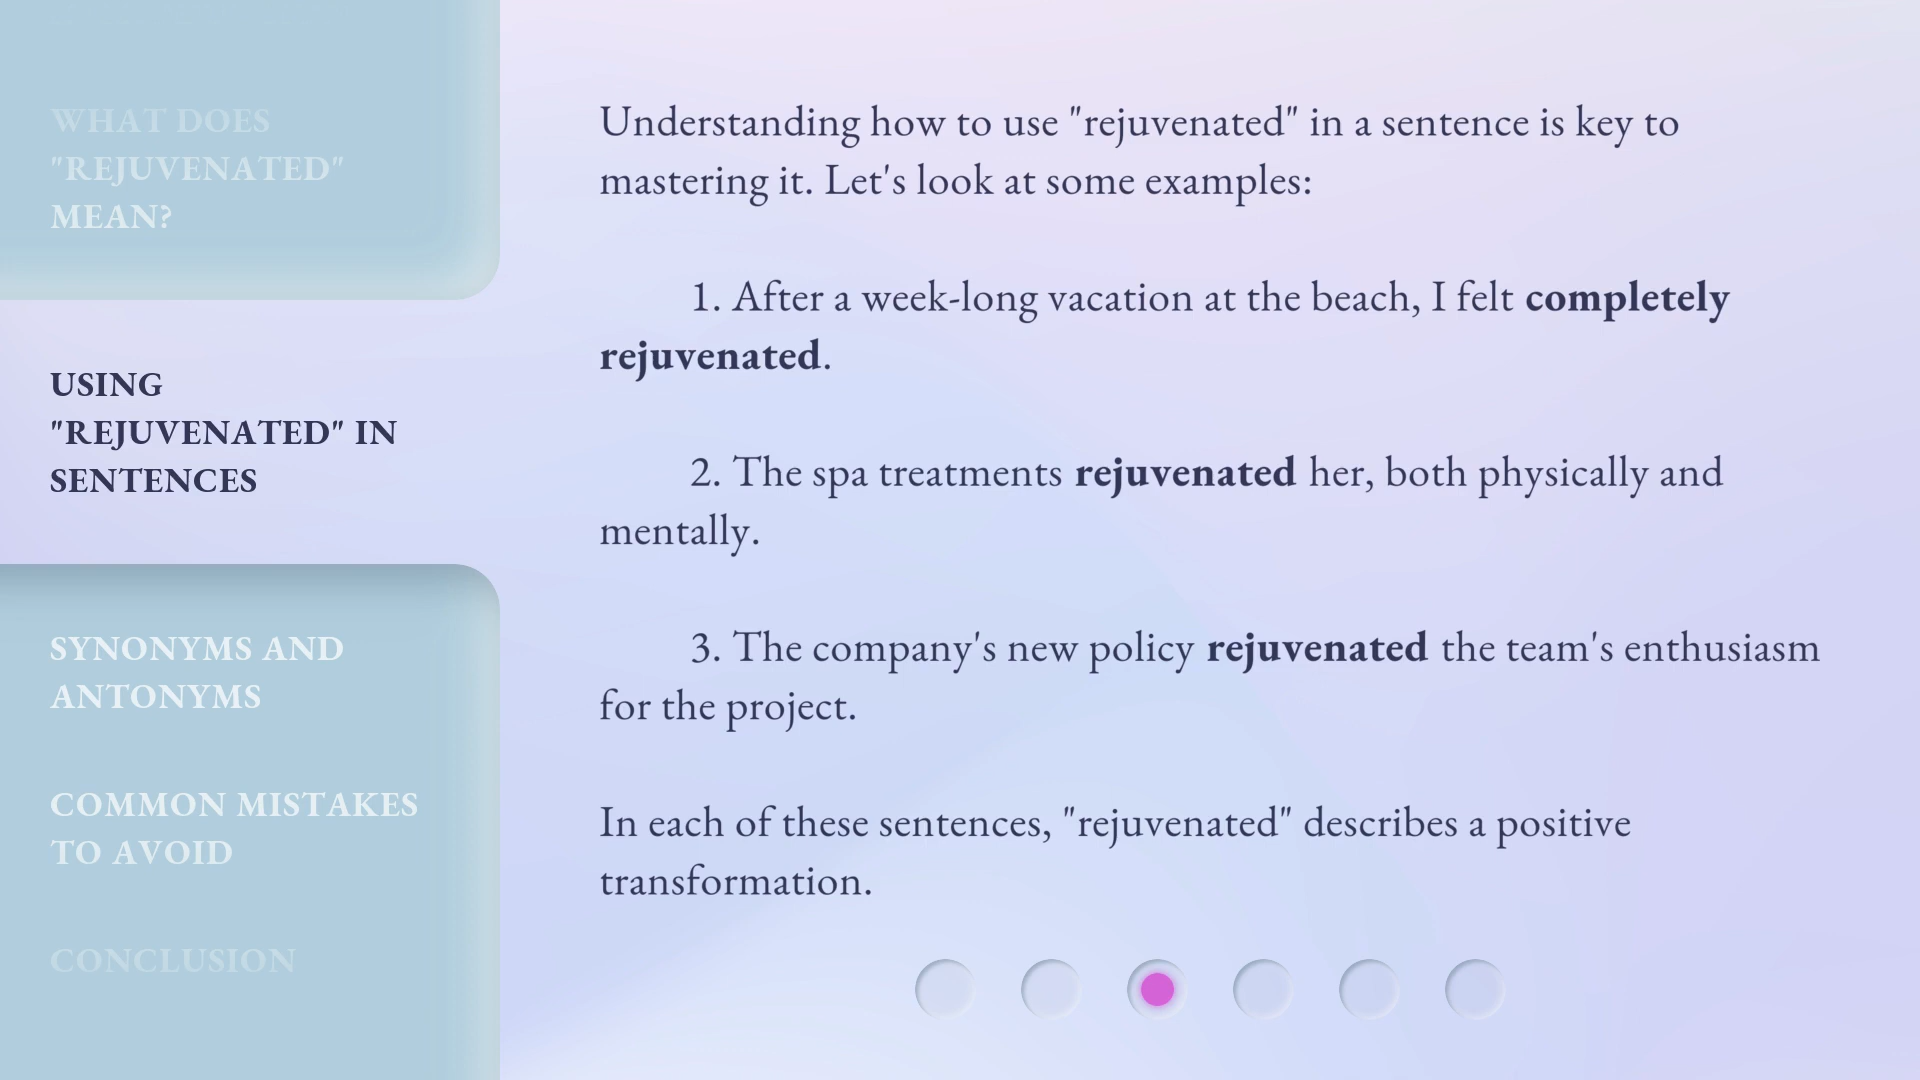 WHAT DOES
"REJUVENATED"
MEAN?
USING
"REJUVENATED" IN
SENTENCES
SYNONYMS AND
ANTONYMS
COMMON MISTAKES
TO AVOID
CONCLUSION
Understanding how to use "rejuvenated" in a sentence is key to
mastering it. Let's look at some examples:
1. After a week-long vacation at the beach, I felt completely
rejuvenated.
2. The spa treatments rejuvenated her, both physically and
mentally.
3. The company's new policy rejuvenated the team's enthusiasm
for the project.
In each of these sentences, "rejuvenated" describes a positive
transformation.